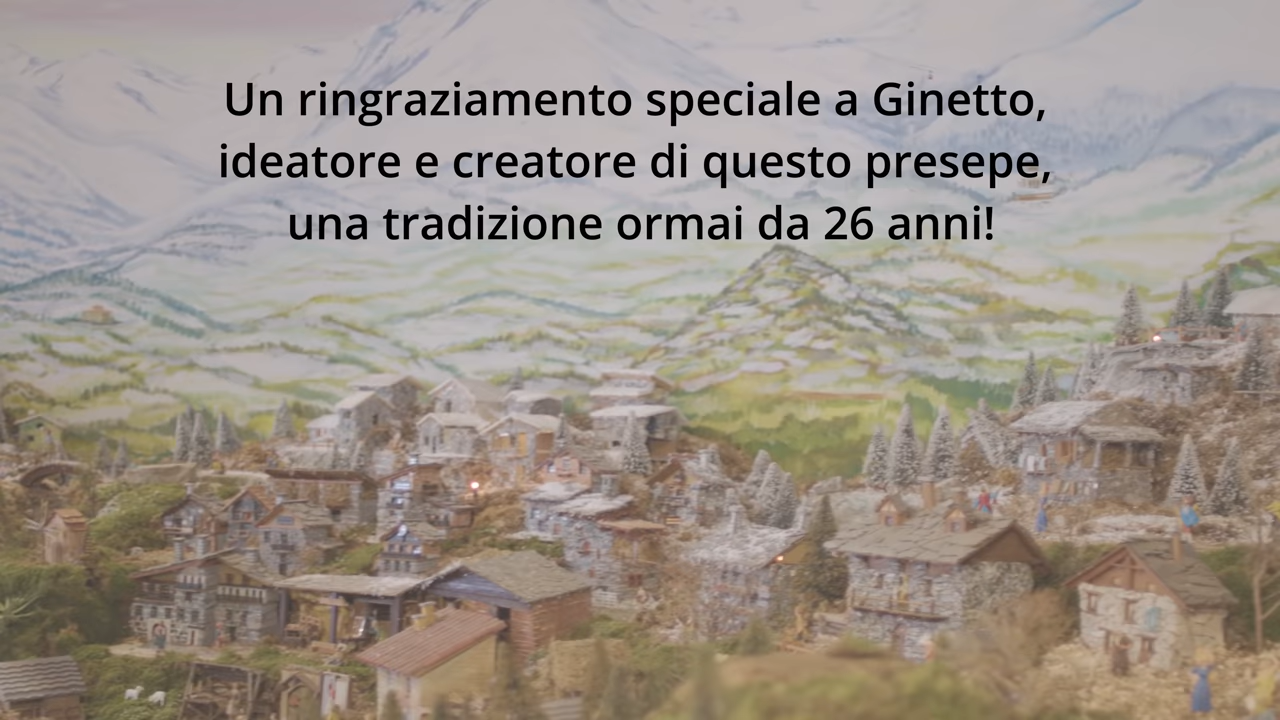 Un ringraziamento speciale a Ginetto,
ideatore e creatore di questo presepe,
una tradizione ormai da 26 anni!